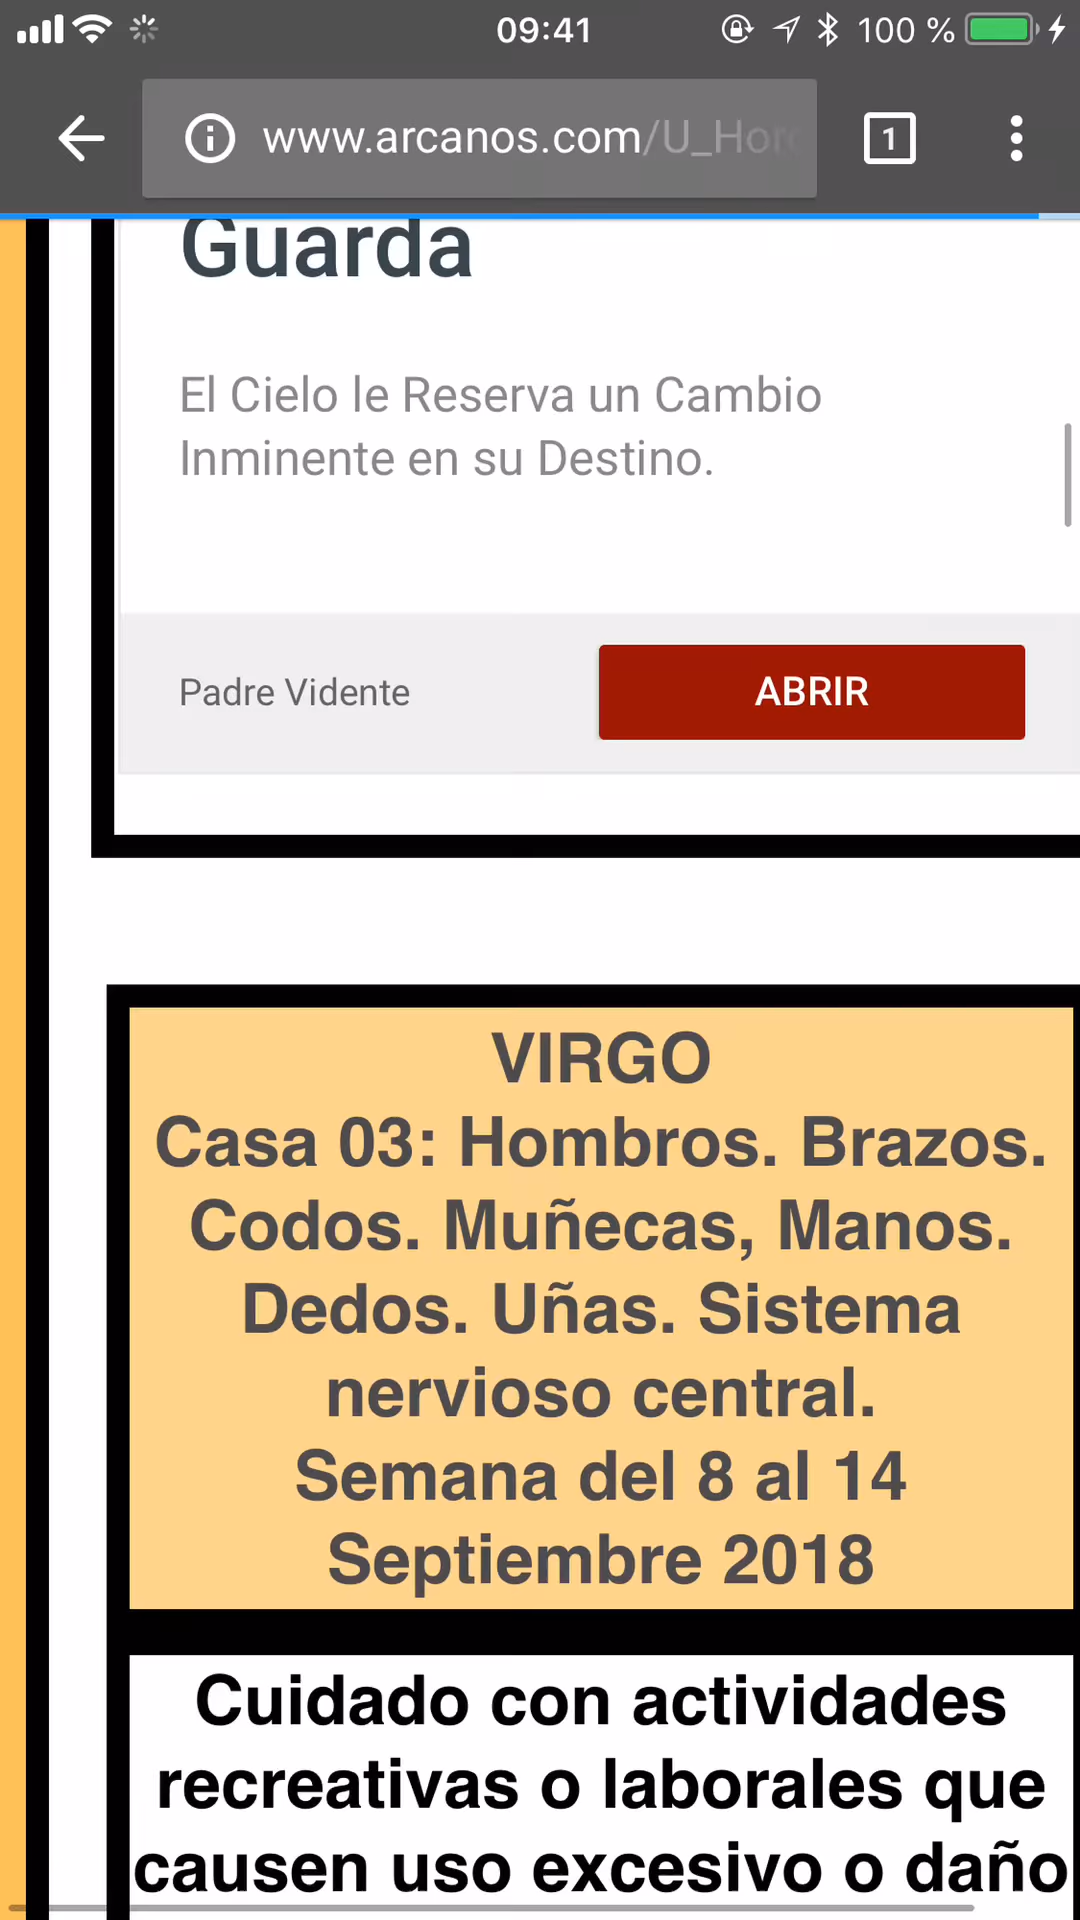 09:41
100 %
www.arcanos.com/U_Horo
1
Guarda
El Cielo le Reserva un Cambio
Inminente en su Destino.
Padre Vidente
ABRIR
VIRGO
Casa 03: Hombros. Brazos.
Codos. Muñecas, Manos.
Dedos. Uñas. Sistema
nervioso central.
Semana del 8 al 14
Septiembre 2018
Cuidado con actividades
recreativas o laborales que
causen uso excesivo o daño